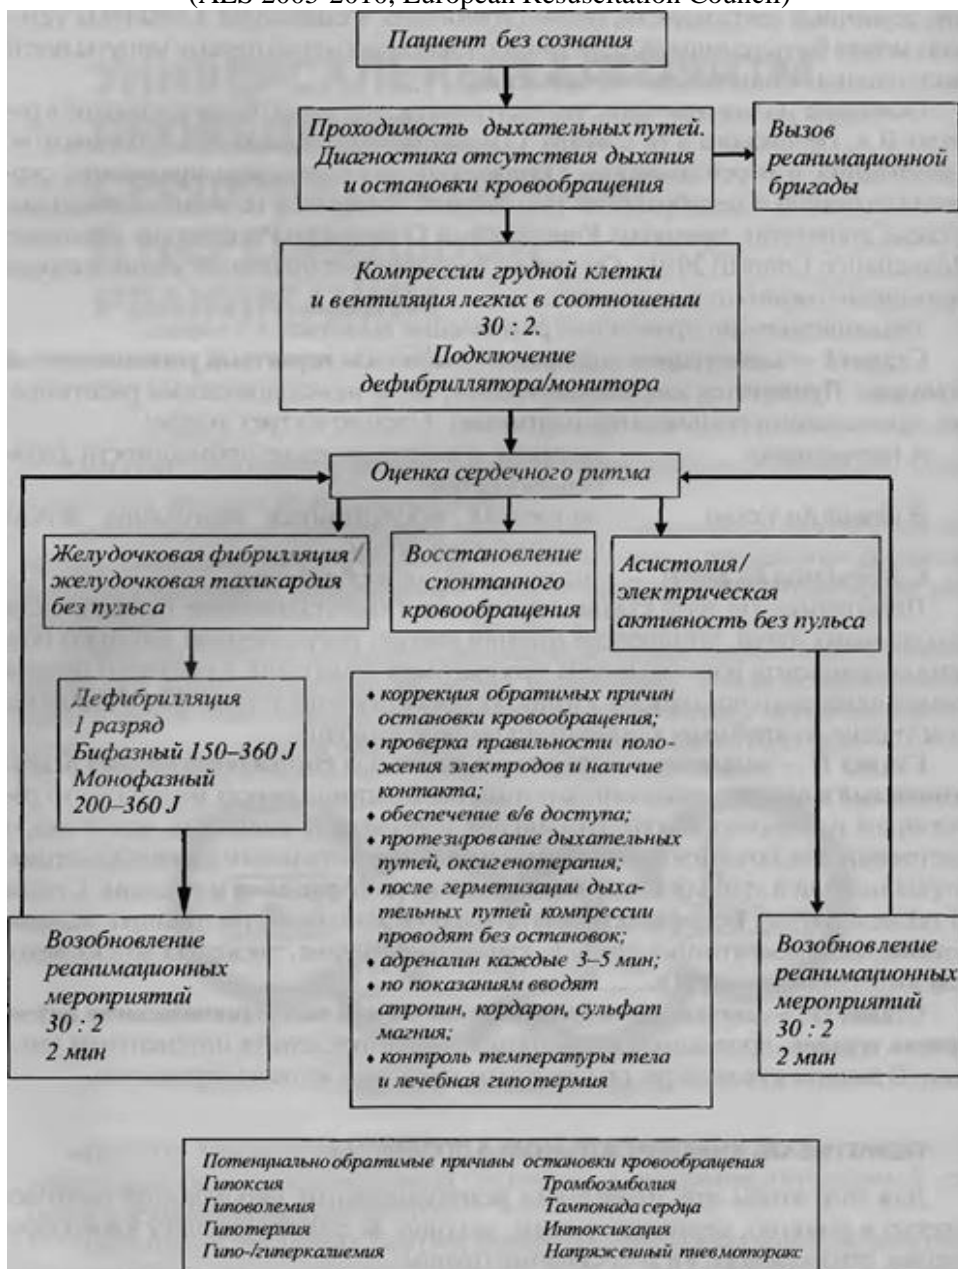 (ALS 2005-2010, European Resuscitation Council)
Пациент без сознания
Проходимость дыхательных путей.
Диагностика отсутствия дыхания
и остановки кровообращения
Вызов
реанимационной
бригады
Компрессии грудной клетки
и вентиляция легких в соотношении
30 : 2.
Подключение
дефибриллятора/монитора
Оценка сердечного ритма
Желудочковая фибрилляция/
желудочковая тахикардия
без пульса
Восстановление
спонтанного
кровообращения
Асистолия/
электрическая
активность без пульса
Дефибрилляция
1 разряд
Бифазный 150–360 J
Монофазный
200–360 J
• коррекция обратимых причин
остановки кровообращения;
• проверка правильности поло-
жения электродов и наличие
контакта;
• обеспечение в/в доступа;
• протезирование дыхательных
путей, оксигенотерапия;
• после герметизации дыха-
тельных путей компрессии
проводят без остановок;
• адреналин каждые 3–5 мин;
• по показаниям вводят
атропин, кордарон, сульфат
магния;
• контроль температуры тела
и лечебная гипотермия
Возобновление
реанимационных
мероприятий
30 : 2
2 мин
Возобновление
реанимационных
мероприятий
30 : 2
2 мин
Потенциально обратимые причины остановки кровообращения
Гипоксия
Гиповолемия
Гипотермия
Гипо-/гиперкалиемия
Тромбоэмболия
Тампонада сердца
Интоксикация
Напряженный пневмоторакс